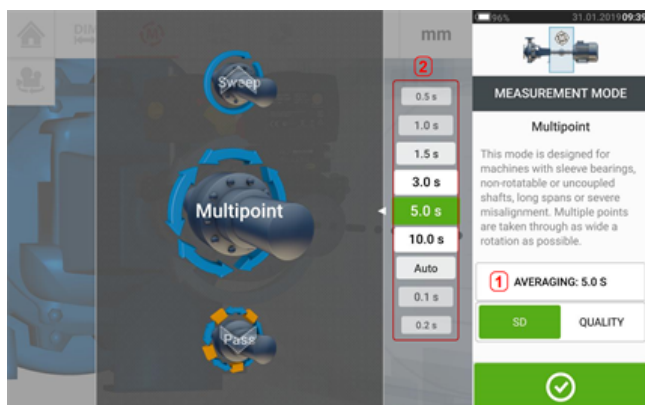 DIM
mm
96%
31.01.2019 09:39
Sweep
Multipoint
Pass
2
0.5 s
1.0 s
1.5 s
3.0 s
5.0 s
10.0 s
Auto
0.1 s
0.2 s
MEASUREMENT MODE
Multipoint
This mode is designed for
machines with sleeve bearings,
non-rotatable or uncoupled
shafts, long spans or severe
misalignment. Multiple points
are taken through as wide a
rotation as possible.
1 AVERAGING: 5.0 S
SD QUALITY